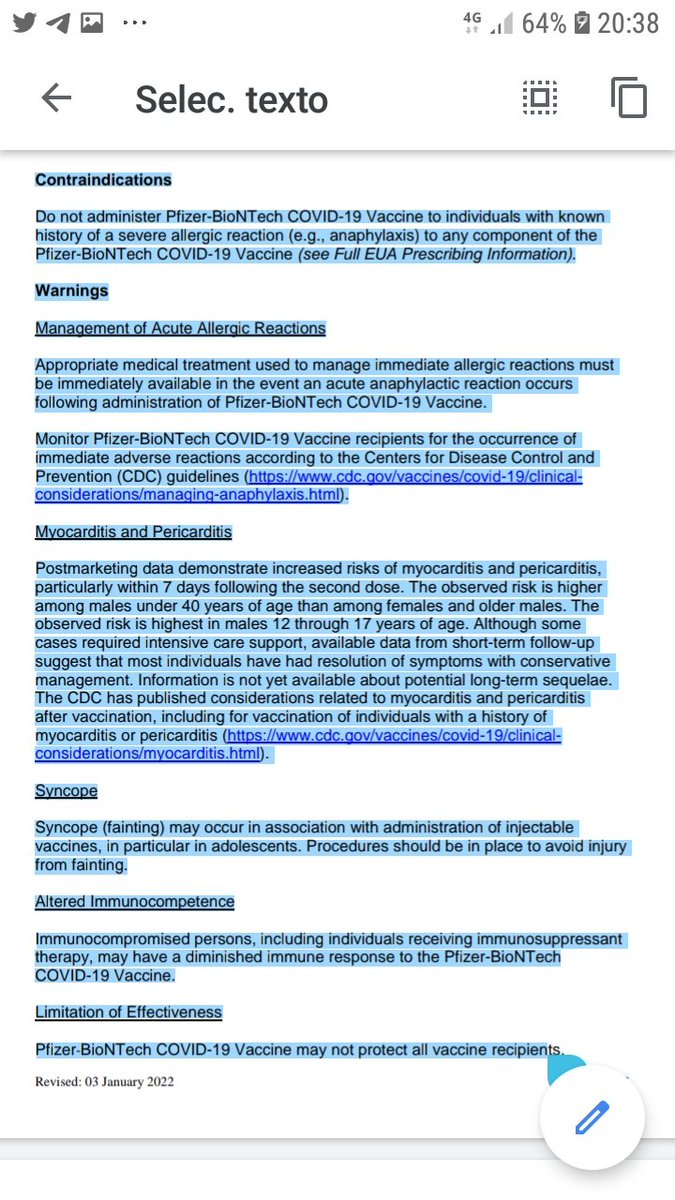 4G 64% 20:38
Selec. texto
Contraindications
Do not administer Pfizer-BioNTech COVID-19 Vaccine to individuals with known
history of a severe allergic reaction (e.g., anaphylaxis) to any component of the
Pfizer-BioNTech COVID-19 Vaccine (see Full EUA Prescribing Information).
Warnings
Management of Acute Allergic Reactions
Appropriate medical treatment used to manage immediate allergic reactions must
be immediately available in the event an acute anaphylactic reaction occurs
following administration of Pfizer-BioNTech COVID-19 Vaccine.
Monitor Pfizer-BioNTech COVID-19 Vaccine recipients for the occurrence of
immediate adverse reactions according to the Centers for Disease Control and
Prevention (CDC) guidelines (https://www.cdc.gov/vaccines/covid-19/clinical-
considerations/managing-anaphylaxis.html).
Myocarditis and Pericarditis
Postmarketing data demonstrate increased risks of myocarditis and pericarditis,
particularly within 7 days following the second dose. The observed risk is higher
among males under 40 years of age than among females and older males. The
observed risk is highest in males 12 through 17 years of age. Although some
cases required intensive care support, available data from short-term follow-up
suggest that most individuals have had resolution of symptoms with conservative
management. Information is not yet available about potential long-term sequelae.
The CDC has published considerations related to myocarditis and pericarditis
after vaccination, including for vaccination of individuals with a history of
myocarditis or pericarditis (https://www.cdc.gov/vaccines/covid-19/clinical-
considerations/myocarditis.html).
Syncope
Syncope (fainting) may occur in association with administration of injectable
vaccines, in particular in adolescents. Procedures should be in place to avoid injury
from fainting.
Altered Immunocompetence
Immunocompromised persons, including individuals receiving immunosuppressant
therapy, may have a diminished immune response to the Pfizer-BioNTech
COVID-19 Vaccine.
Limitation of Effectiveness
Pfizer-BioNTech COVID-19 Vaccine may not protect all vaccine recipients.
Revised: 03 January 2022